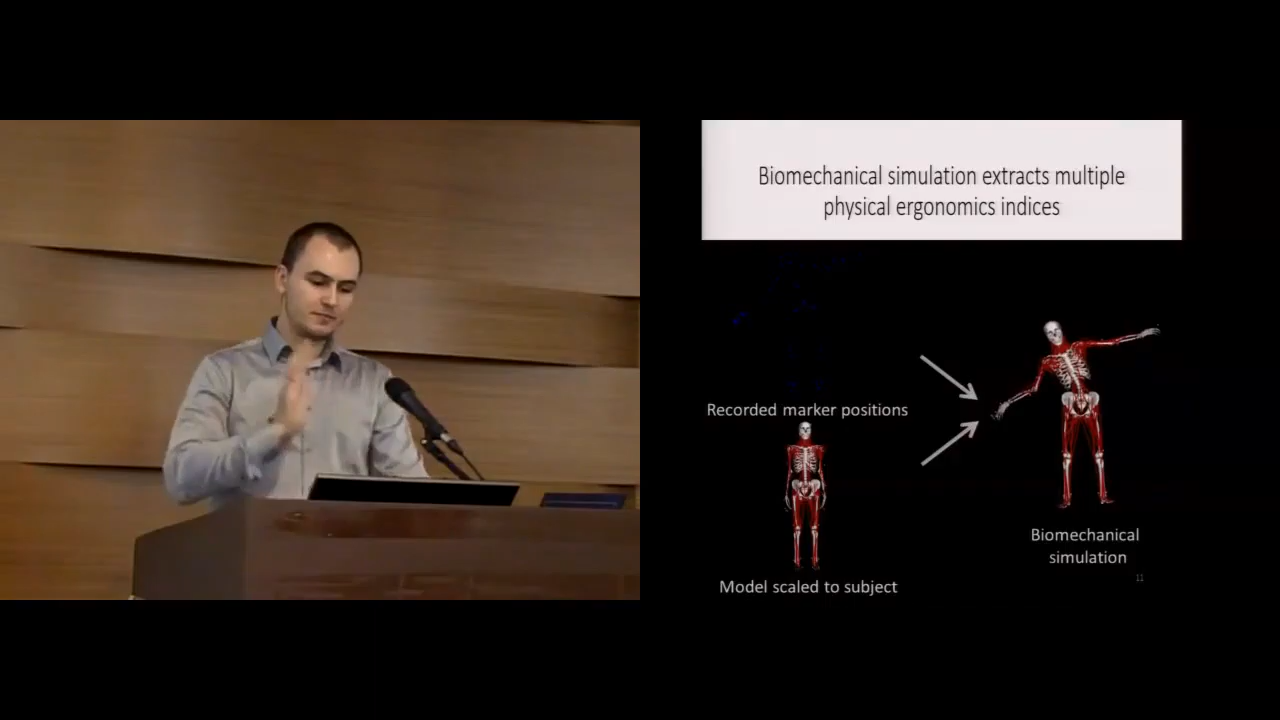 Biomechanical simulation extracts multiple
physical ergonomics indices
Recorded marker positions
Model scaled to subject
Biomechanical
simulation
11